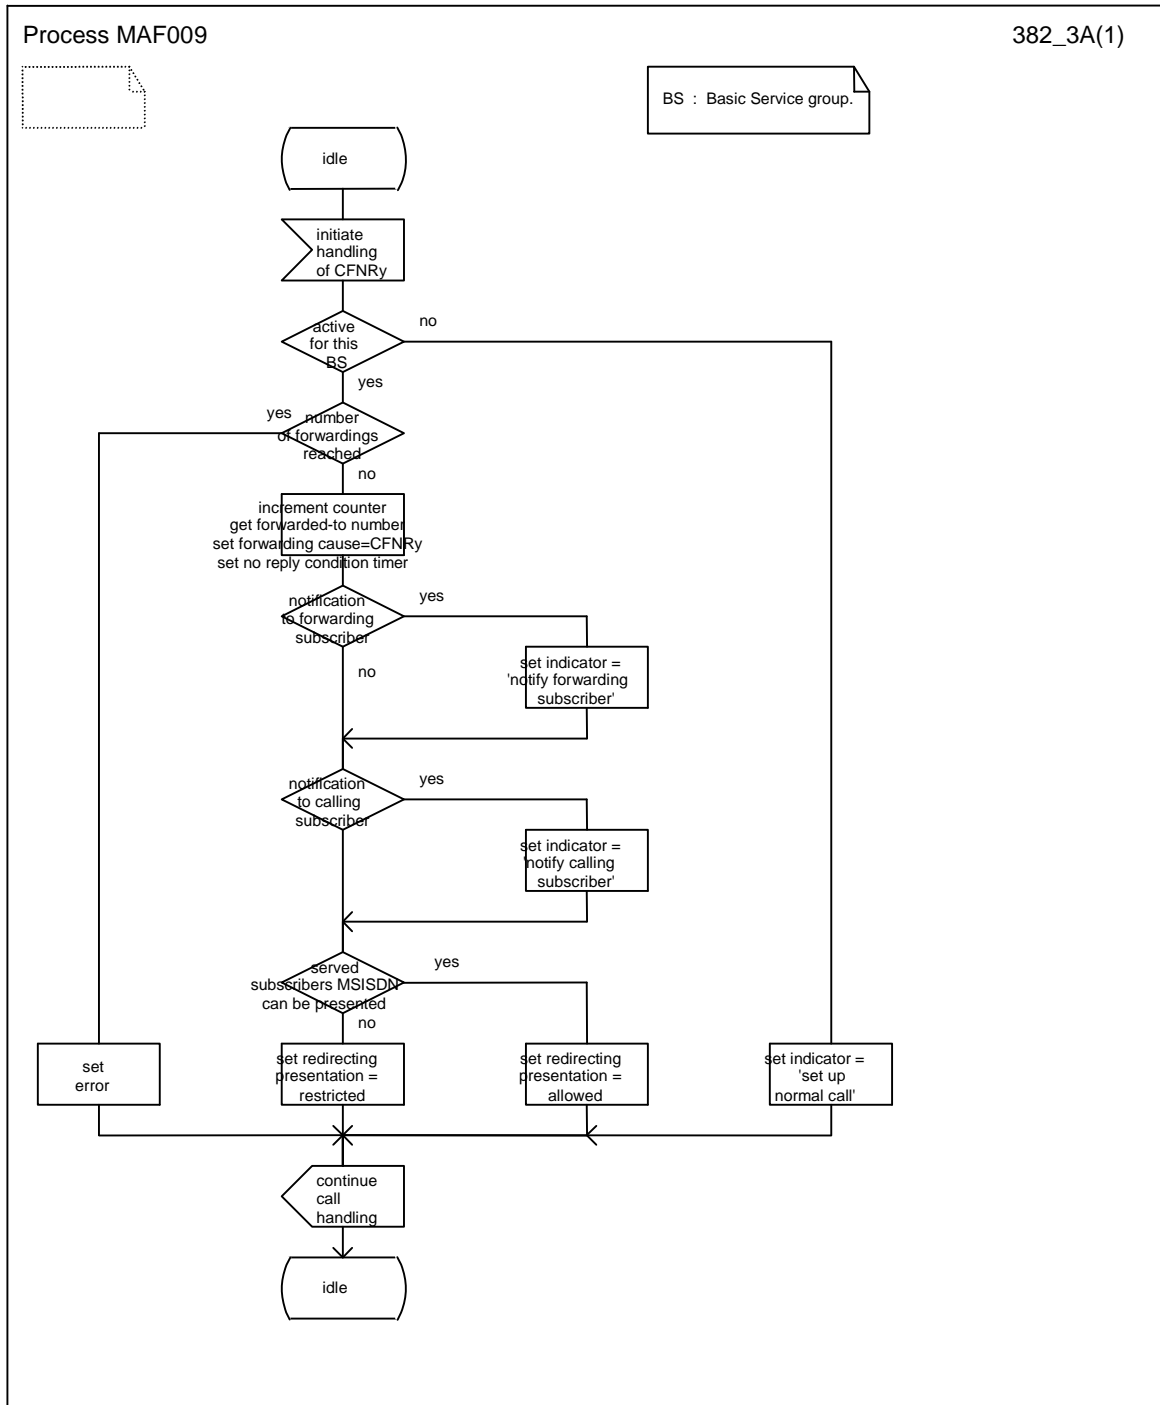 Process MAF009
382_3A(1)
BS : Basic Service group.
idle
initiate
handling
of CFNRy
active
for this
BS
no
yes
number
of forwardings
reached
yes
no
increment counter
get forwarded-to number
set forwarding cause=CFNRy
set no reply condition timer
notification
to forwarding
subscriber
yes
no
set indicator =
'notify forwarding
subscriber'
notification
to calling
subscriber
yes
set indicator =
'notify calling
subscriber'
served
subscribers MSISDN
can be presented
yes
no
set
error
set redirecting
presentation =
restricted
set redirecting
presentation =
allowed
set indicator =
'set up
normal call'
continue
call
handling
idle